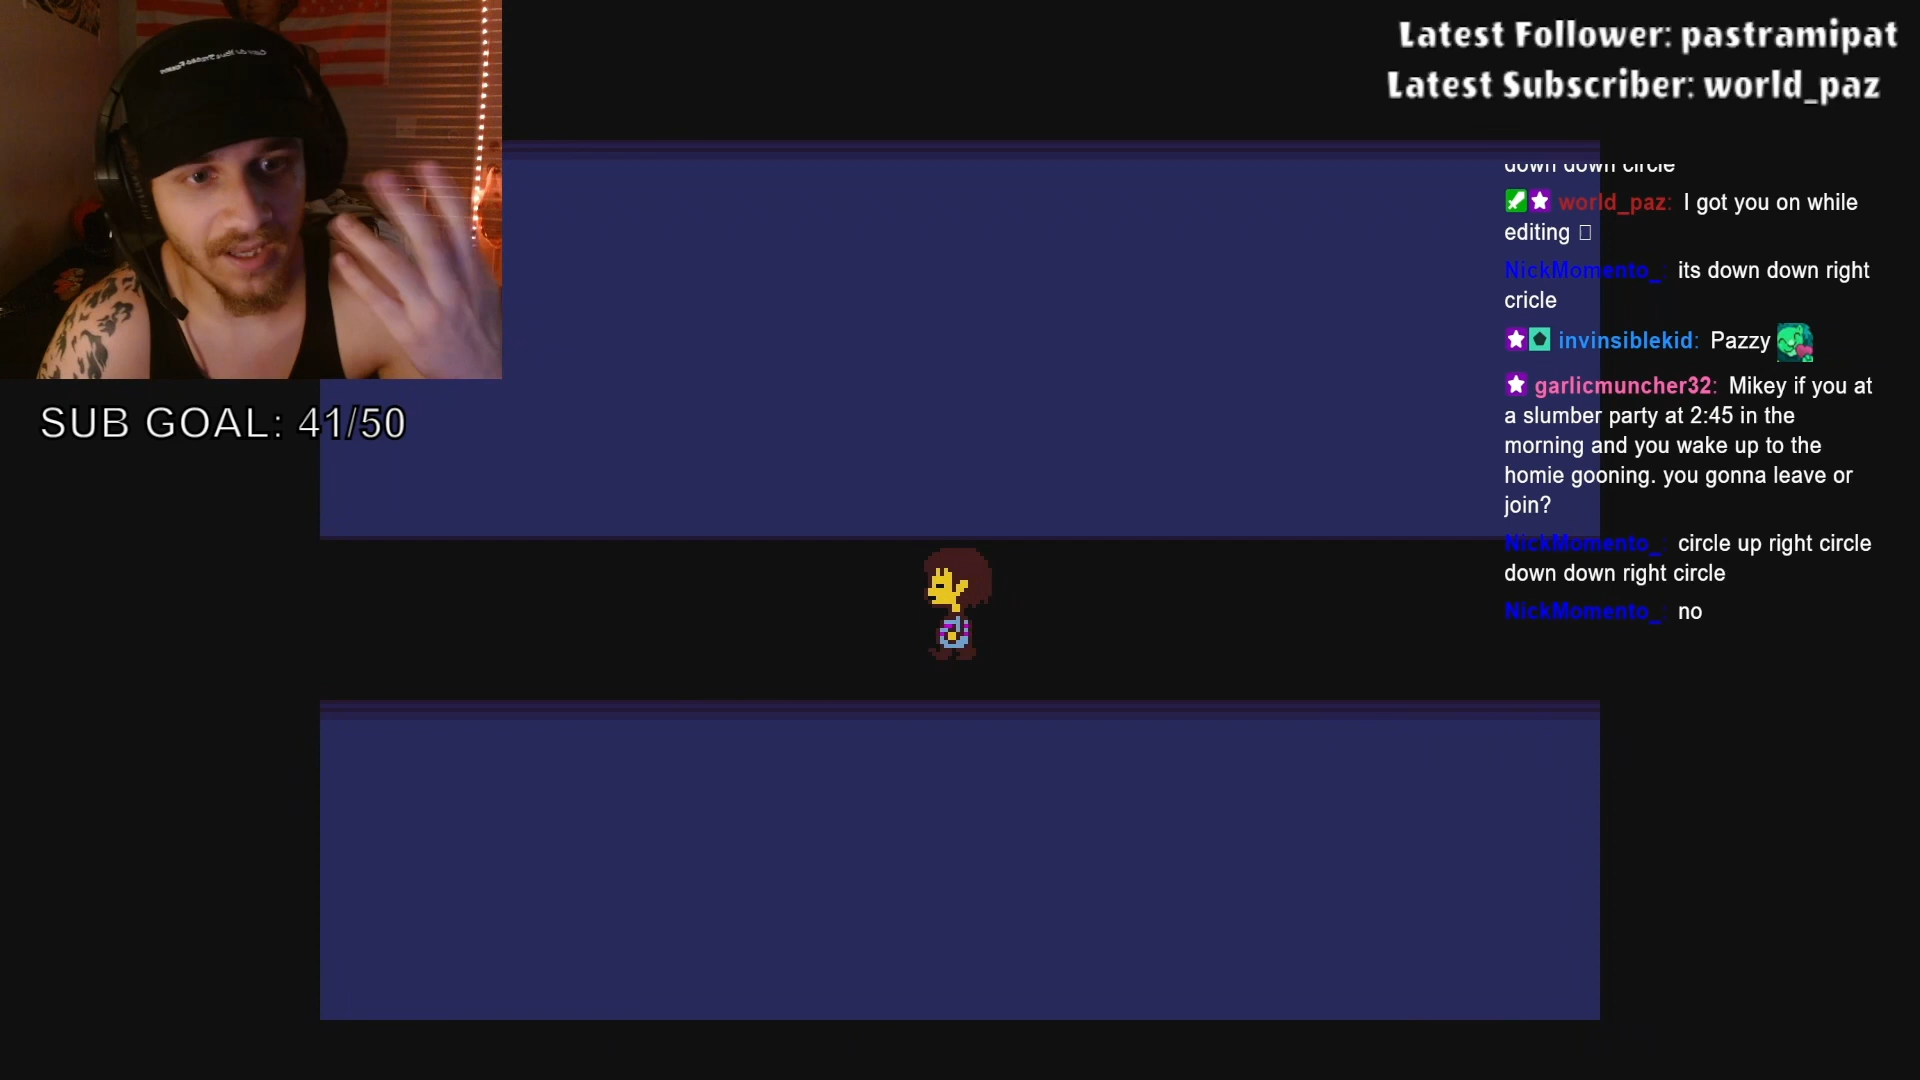 Latest Follower: pastramipat
Latest Subscriber: world_paz
down down circle
world_paz: I got you on while
editing
NickMomento_: its down down right
cricle
invinsiblekid: Pazzy
garlicmuncher32: Mikey if you at
a slumber party at 2:45 in the
morning and you wake up to the
homie gooning. you gonna leave or
join?
NickMomento_: circle up right circle
down down right circle
NickMomento_: no
SUB GOAL: 41/50